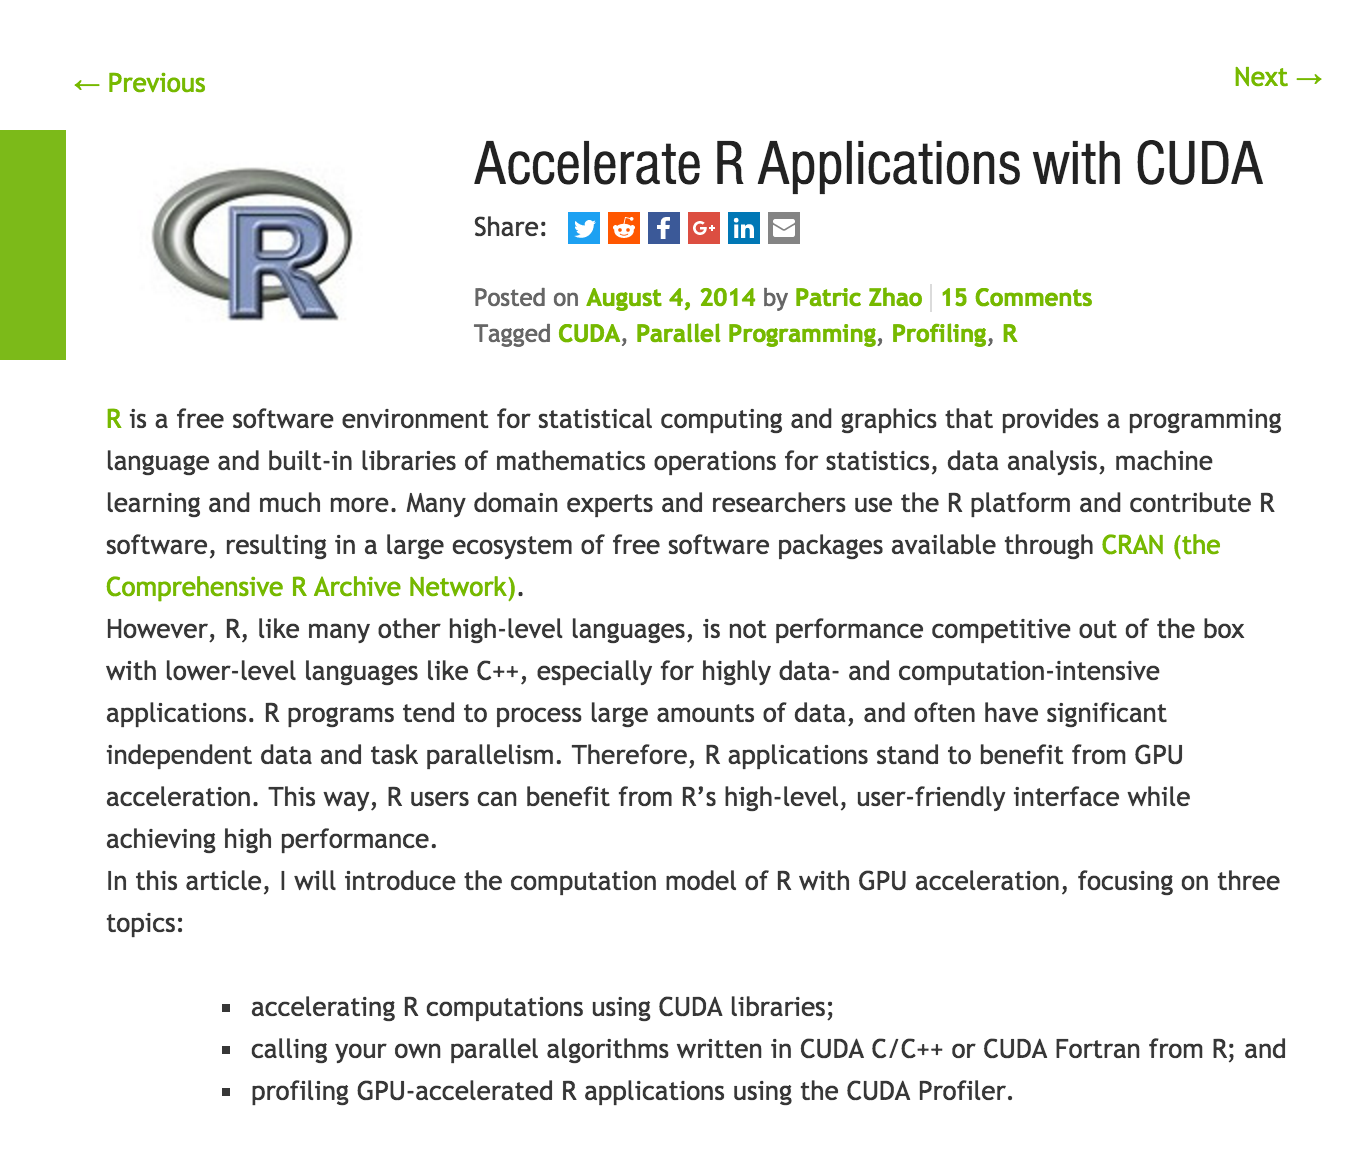 ← Previous
Next →
R
Accelerate R Applications with CUDA
Share: G+ in
Posted on August 4, 2014 by Patric Zhao 15 Comments
Tagged CUDA, Parallel Programming, Profiling, R
R is a free software environment for statistical computing and graphics that provides a programming
language and built-in libraries of mathematics operations for statistics, data analysis, machine
learning and much more. Many domain experts and researchers use the R platform and contribute R
software, resulting in a large ecosystem of free software packages available through CRAN (the
Comprehensive R Archive Network).
However, R, like many other high-level languages, is not performance competitive out of the box
with lower-level languages like C++, especially for highly data- and computation-intensive
applications. R programs tend to process large amounts of data, and often have significant
independent data and task parallelism. Therefore, R applications stand to benefit from GPU
acceleration. This way, R users can benefit from R’s high-level, user-friendly interface while
achieving high performance.
In this article, I will introduce the computation model of R with GPU acceleration, focusing on three
topics:
▪ accelerating R computations using CUDA libraries;
▪ calling your own parallel algorithms written in CUDA C/C++ or CUDA Fortran from R; and
▪ profiling GPU-accelerated R applications using the CUDA Profiler.